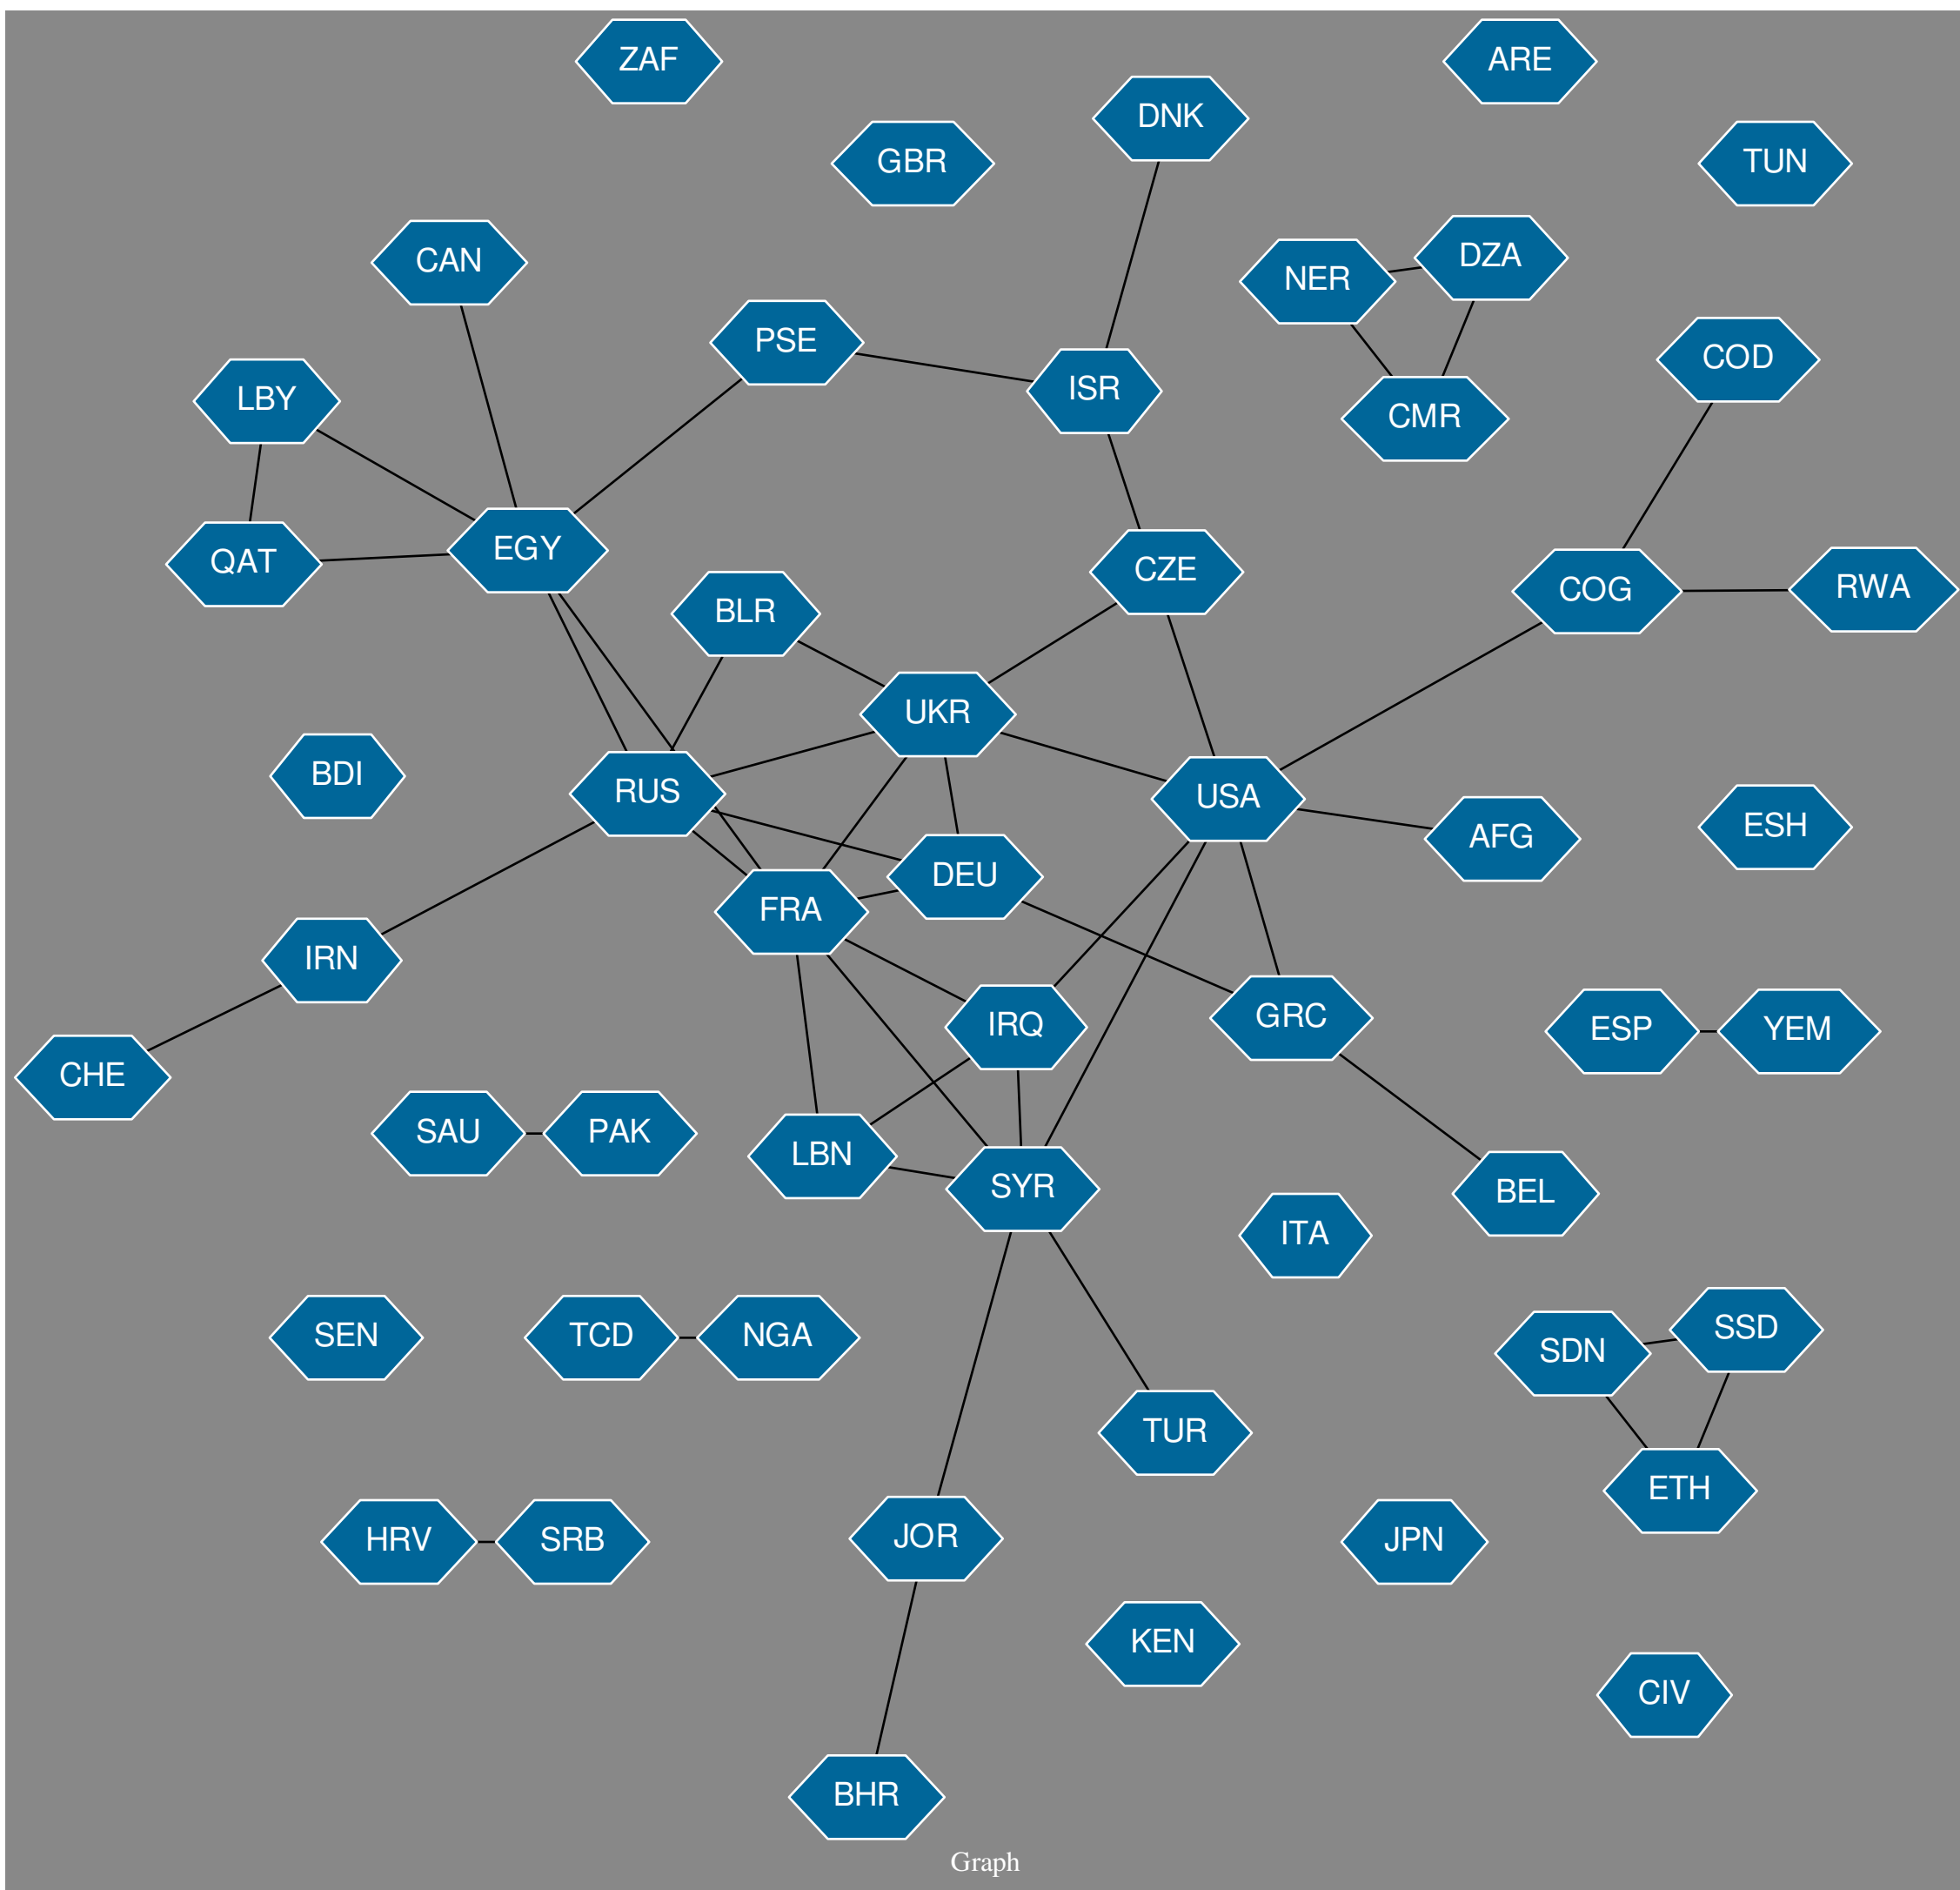 ZAF
ARE
DNK
GBR
TUN
CAN
NER
DZA
PSE
COD
LBY
ISR
CMR
QAT
EGY
CZE
COG
RWA
BLR
UKR
BDI
RUS
USA
AFG
ESH
DEU
FRA
IRN
IRQ
GRC
ESP
YEM
CHE
SAU
PAK
LBN
SYR
BEL
ITA
SEN
TCD
NGA
SDN
SSD
TUR
ETH
HRV
SRB
JOR
JPN
KEN
CIV
BHR
Graph